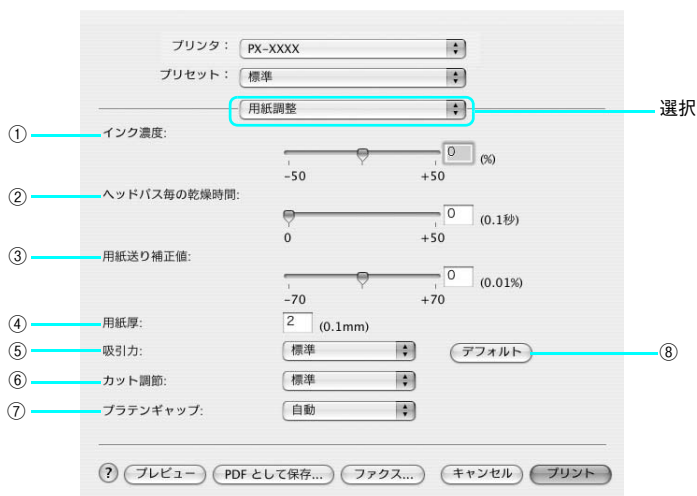 プリンタ： PX-XXXX
プリセット： 標準
用紙調整
選択
① インク濃度:
0 (%)
-50 +50
② ヘッドパス毎の乾燥時間:
0 (0.1秒)
0 +50
③ 用紙送り補正値:
0 (0.01%)
-70 +70
④ 用紙厚: 2 (0.1mm)
⑤ 吸引力: 標準 デフォルト ⑧
⑥ カット調節: 標準
⑦ プラテンギャップ: 自動
? プレビュー PDF として保存... ファクス... キャンセル プリント